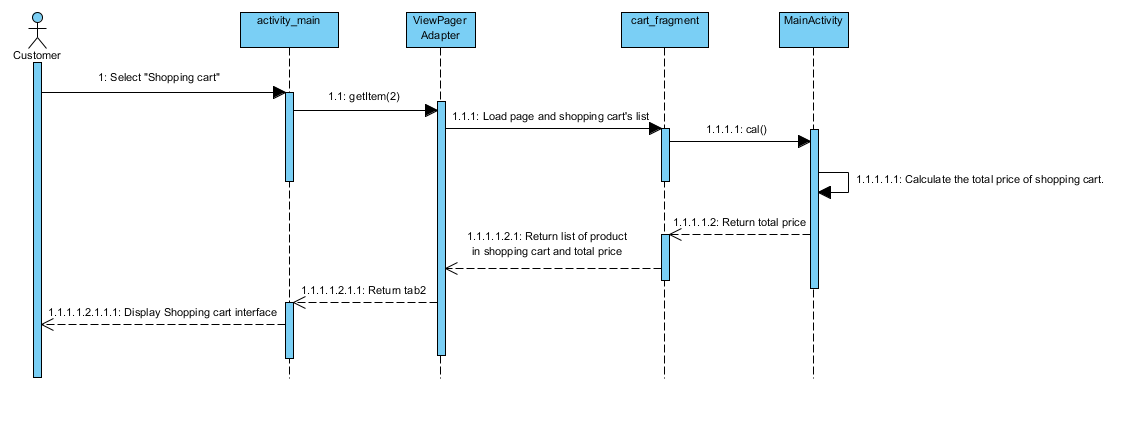 activity_main
ViewPager
Adapter
cart_fragment
MainActivity
Customer
1: Select "Shopping cart"
1.1: getItem(2)
1.1.1: Load page and shopping cart's list
1.1.1.1: cal()
1.1.1.1.1: Calculate the total price of shopping cart.
1.1.1.1.2: Return total price
1.1.1.1.2.1: Return list of product
in shopping cart and total price
1.1.1.1.2.1.1: Return tab2
1.1.1.1.2.1.1.1: Display Shopping cart interface